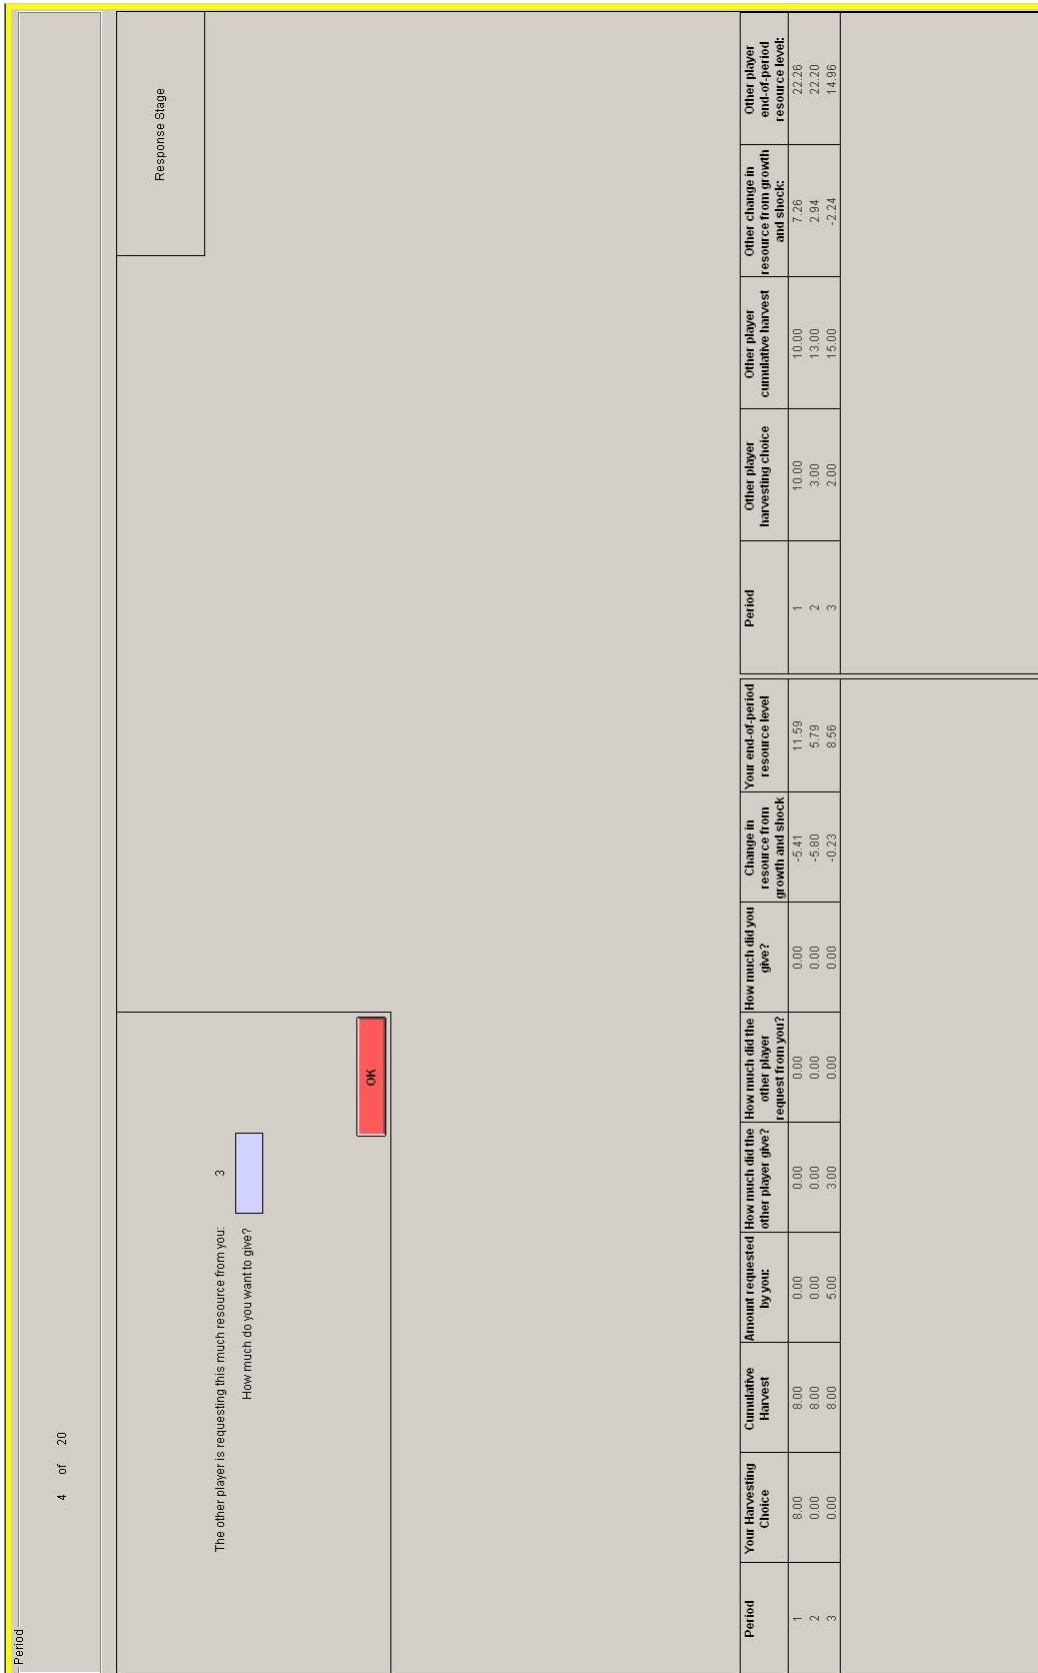 Period
4 of 20
Response Stage
The other player is requesting this much resource from you: 3
How much do you want to give?
OK
Period | Your Harvesting Choice | Cumulative Harvest | Amount requested by you: | How much did the other player give? | How much did the other player request from you? | How much did you give? | Change in resource from growth and shock | Your end-of-period resource level
1 8.00 8.00 0.00 0.00 0.00 0.00 -5.41 11.59
2 0.00 8.00 0.00 0.00 0.00 0.00 -5.80 5.79
3 0.00 8.00 5.00 3.00 0.00 0.00 -0.23 8.56
Period | Other player harvesting choice | Other player cumulative harvest | Other change in resource from growth and shock: | Other player end-of-period resource level:
1 10.00 10.00 7.26 22.26
2 3.00 13.00 2.94 22.20
3 2.00 15.00 -2.24 14.96